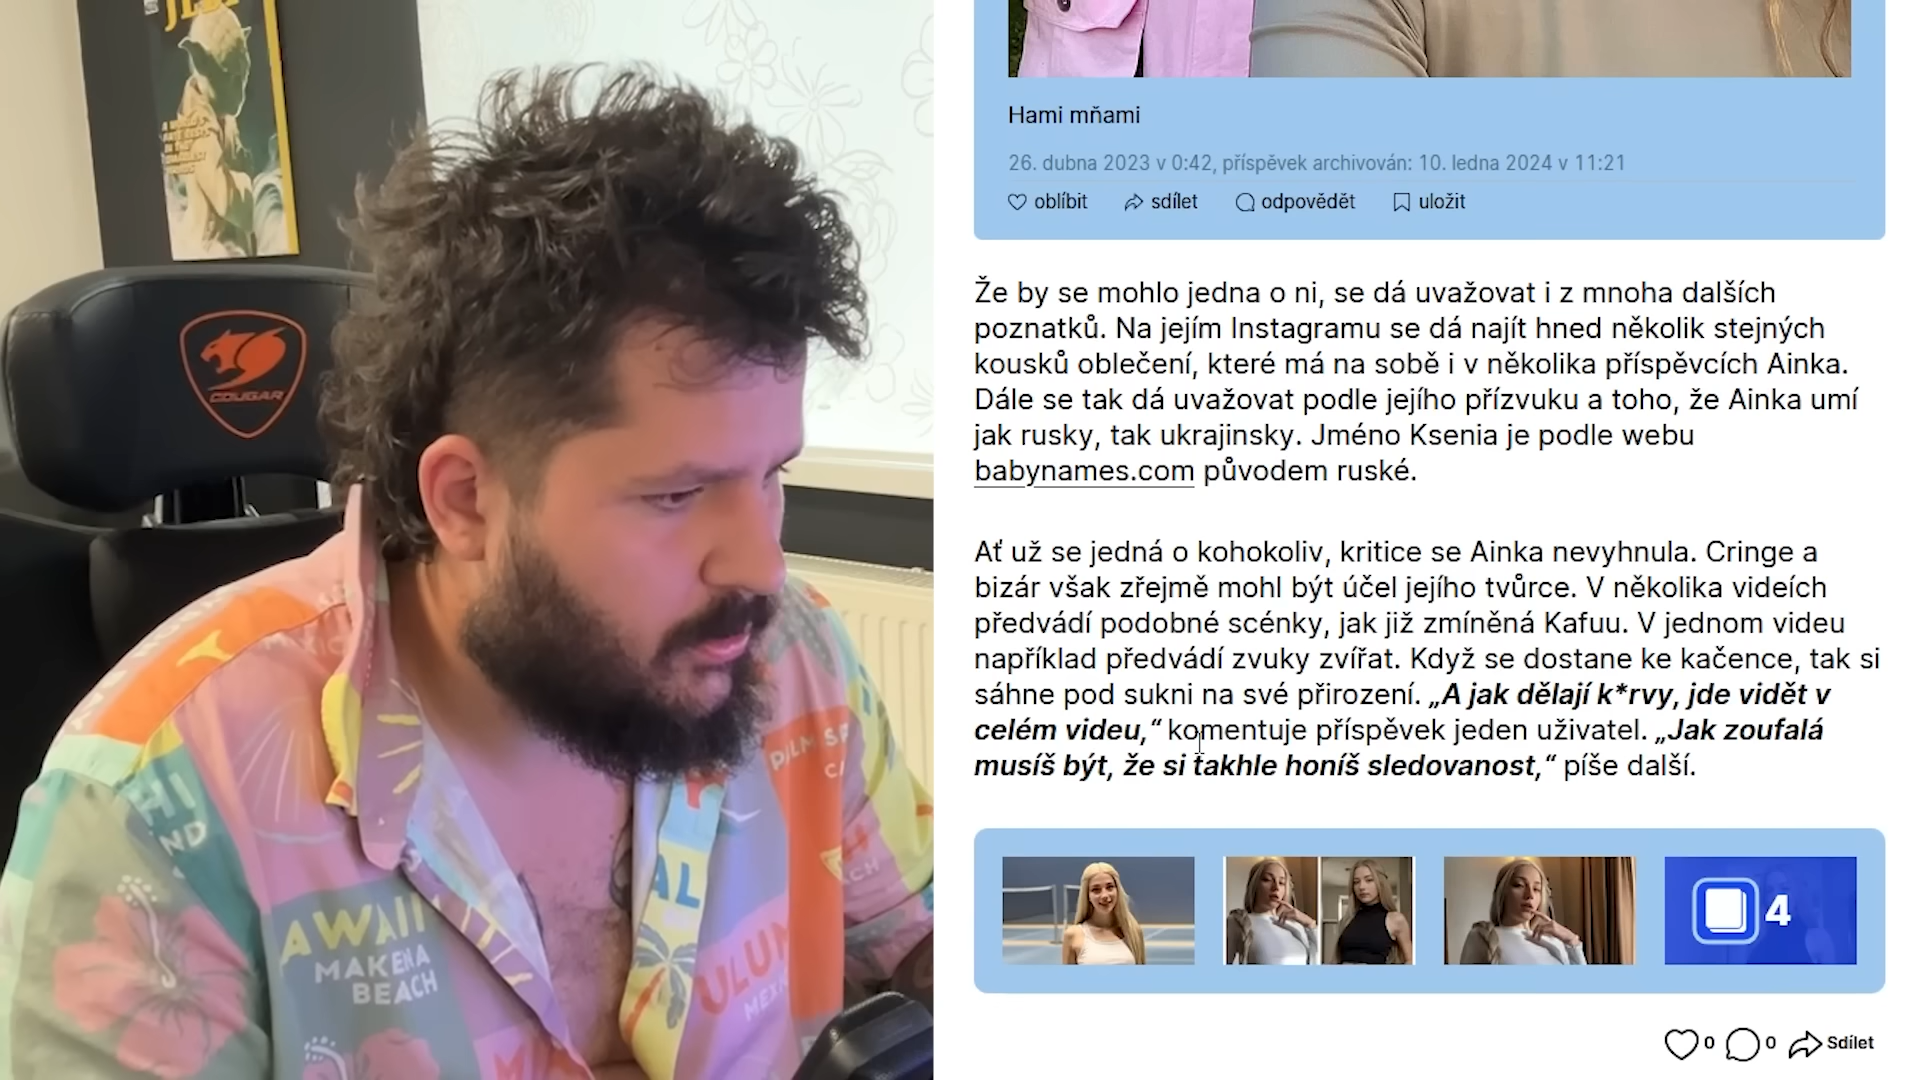 JEDI
COUGAR
AWAII
MAKENA
BEACH
PALM
TULUM
Hami mňami
26. dubna 2023 v 0:42, příspěvek archivován: 10. ledna 2024 v 11:21
oblíbit sdílet odpovědět uložit
Že by se mohlo jedna o ni, se dá uvažovat i z mnoha dalších
poznatků. Na jejím Instagramu se dá najít hned několik stejných
kousků oblečení, které má na sobě i v několika příspěvcích Ainka.
Dále se tak dá uvažovat podle jejího přízvuku a toho, že Ainka umí
jak rusky, tak ukrajinsky. Jméno Ksenia je podle webu
babynames.com původem ruské.
Ať už se jedná o kohokoliv, kritice se Ainka nevyhnula. Cringe a
bizár však zřejmě mohl být účel jejího tvůrce. V několika videích
předvádí podobné scénky, jak již zmíněná Kafuu. V jednom videu
například předvádí zvuky zvířat. Když se dostane ke kačence, tak si
sáhne pod sukni na své přirození. „A jak dělají k*rvy, jde vidět v
celém videu,“ komentuje příspěvek jeden uživatel. „Jak zoufalá
musíš být, že si takhle honíš sledovanost,“ píše další.
4
0 0 Sdílet